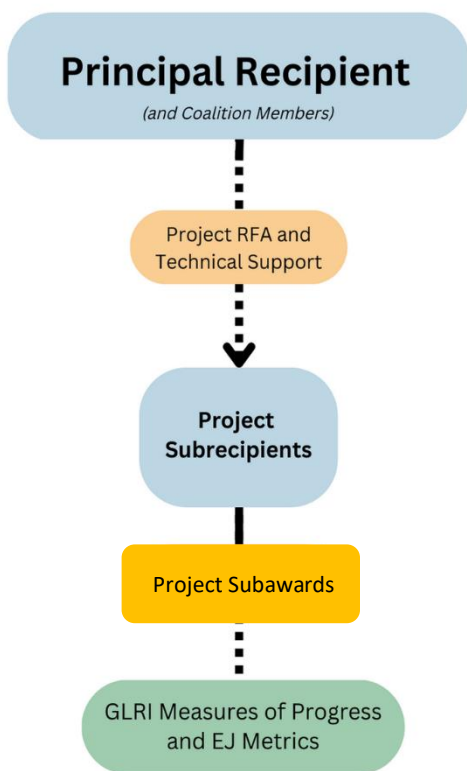 Principal Recipient
(and Coalition Members)
Project RFA and
Technical Support
Project
Subrecipients
Project Subawards
GLRI Measures of Progress
and EJ Metrics